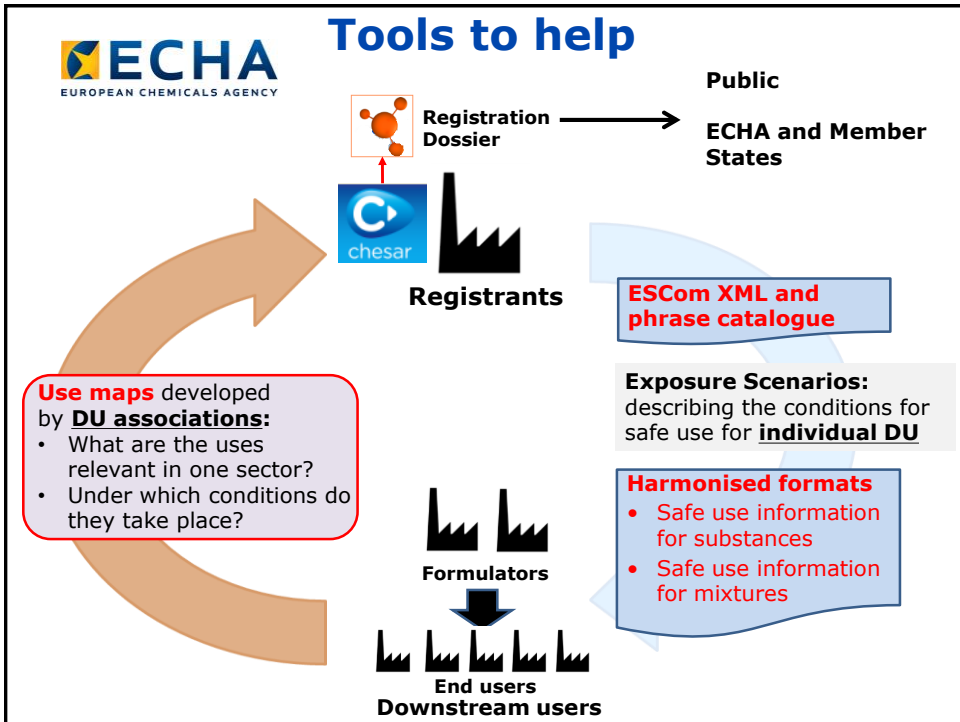 Tools to help
ECHA
EUROPEAN CHEMICALS AGENCY
Public
ECHA and Member
States
Registration
Dossier
chesar
Registrants
ESCom XML and
phrase catalogue
Exposure Scenarios:
describing the conditions for
safe use for individual DU
Use maps developed
by DU associations:
• What are the uses
relevant in one sector?
• Under which conditions do
they take place?
Harmonised formats
• Safe use information
for substances
• Safe use information
for mixtures
Formulators
End users
Downstream users